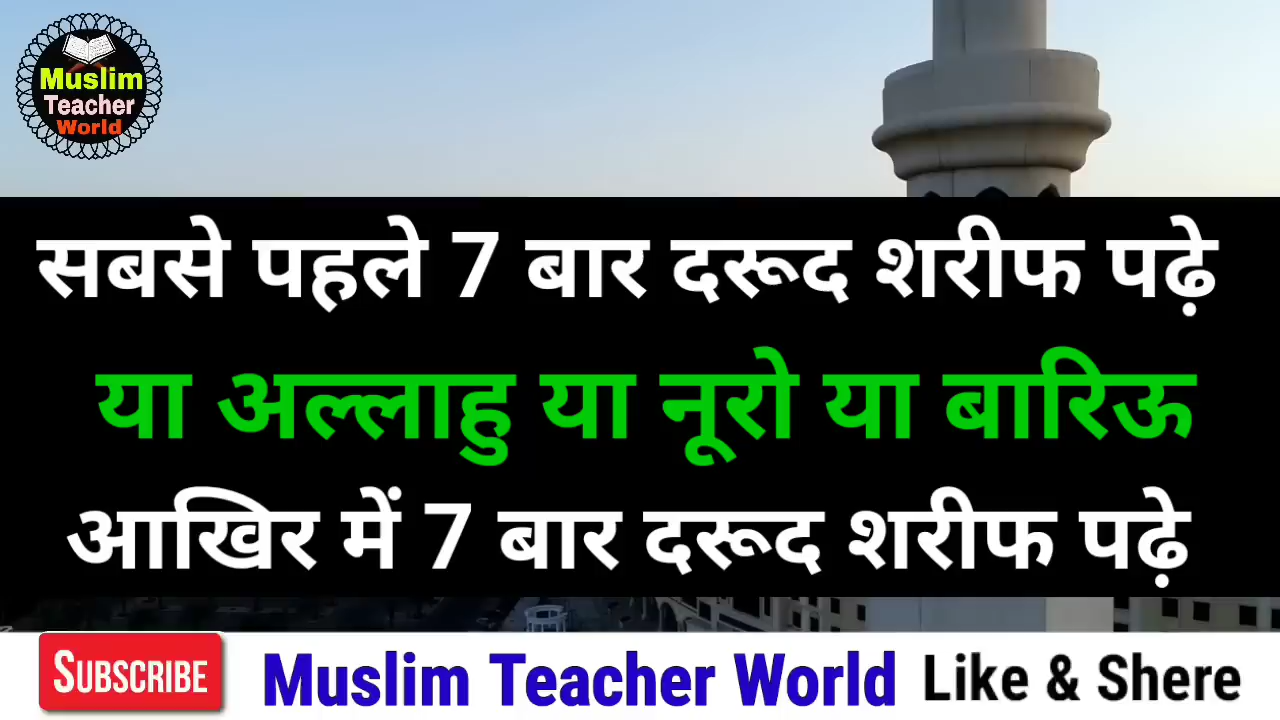 Muslim
Teacher
World
सबसे पहले 7 बार दरूद शरीफ पढ़े
या अल्लाहु या नूरो या बारिऊ
आखिर में 7 बार दरूद शरीफ पढ़े
SUBSCRIBE Muslim Teacher World Like & Shere